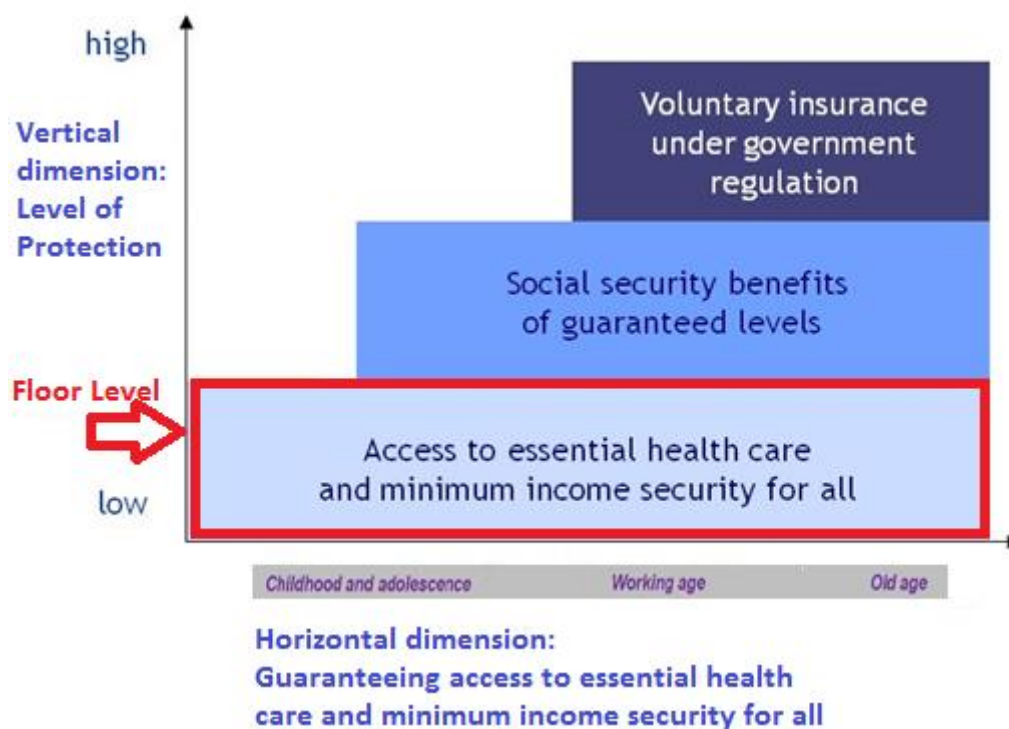 high
Vertical
dimension:
Level of
Protection
Voluntary insurance
under government
regulation
Social security benefits
of guaranteed levels
Floor Level
Access to essential health care
and minimum income security for all
low
Childhood and adolescence
Working age
Old age
Horizontal dimension:
Guaranteeing access to essential health
care and minimum income security for all